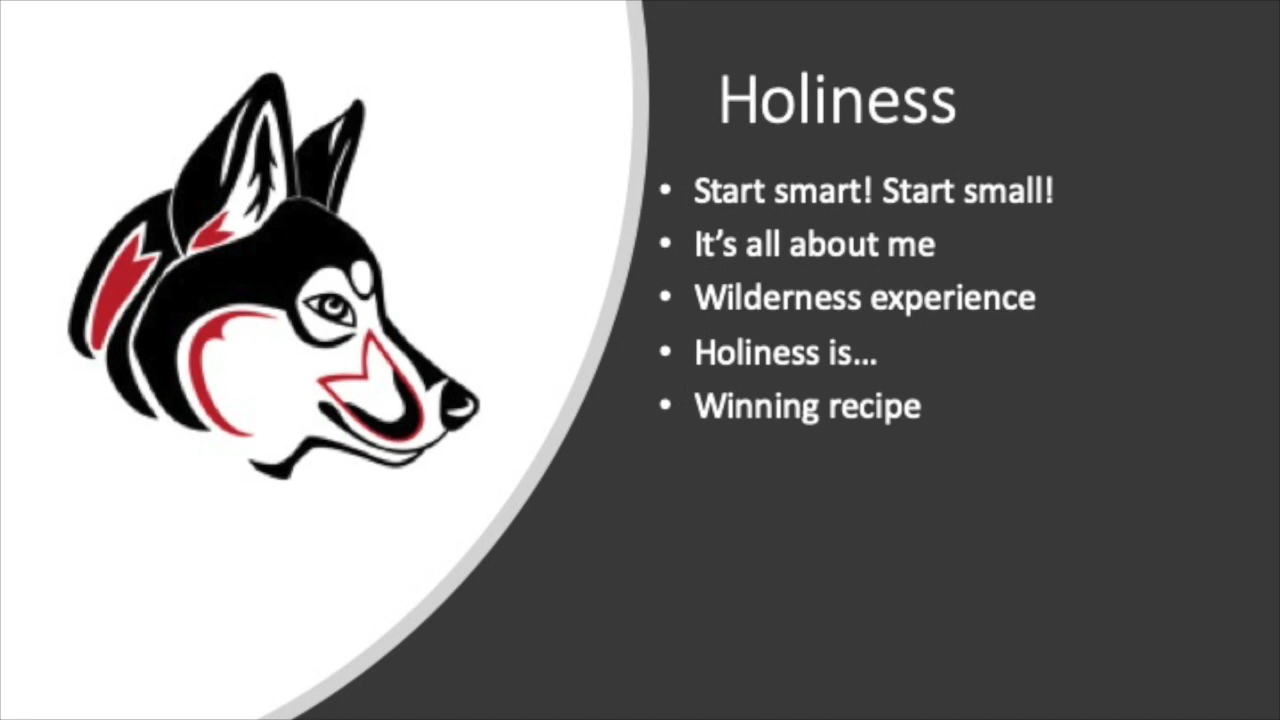 Holiness
• Start smart! Start small!
• It’s all about me
• Wilderness experience
• Holiness is...
• Winning recipe